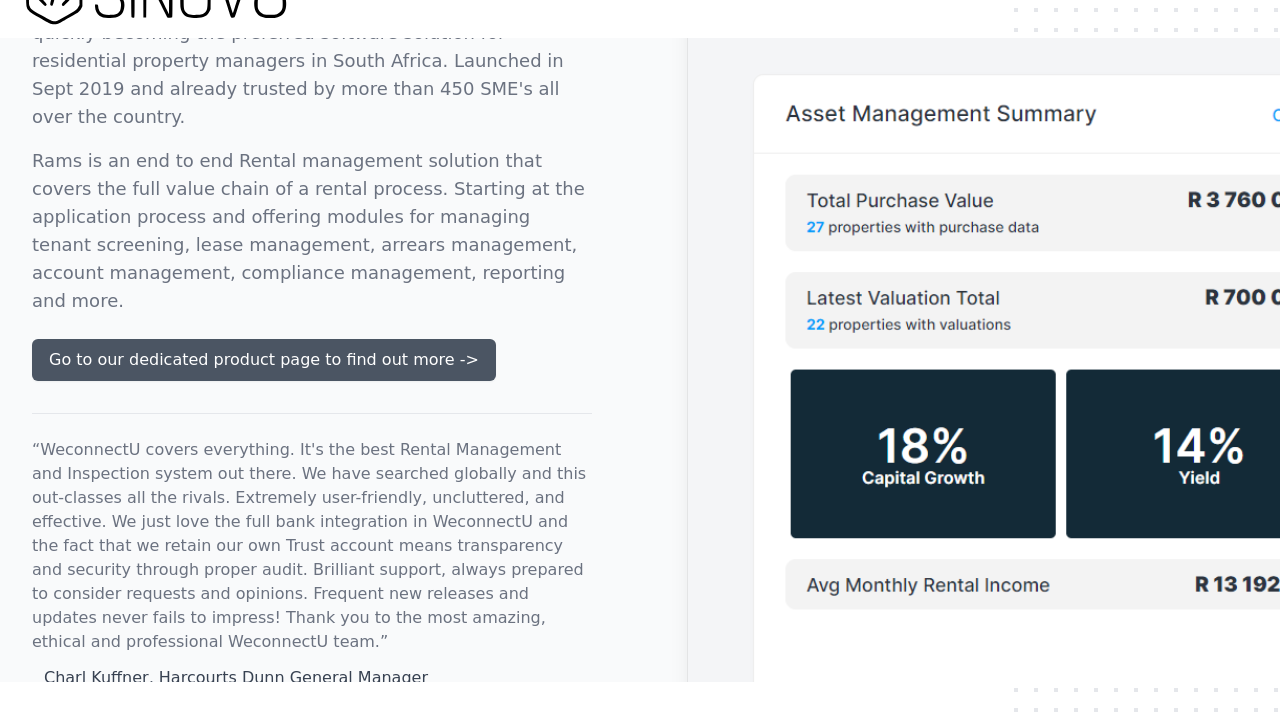 SINOVO
quickly becoming the preferred software solution for
residential property managers in South Africa. Launched in
Sept 2019 and already trusted by more than 450 SME's all
over the country.
Rams is an end to end Rental management solution that
covers the full value chain of a rental process. Starting at the
application process and offering modules for managing
tenant screening, lease management, arrears management,
account management, compliance management, reporting
and more.
Go to our dedicated product page to find out more ->
“WeconnectU covers everything. It's the best Rental Management
and Inspection system out there. We have searched globally and this
out-classes all the rivals. Extremely user-friendly, uncluttered, and
effective. We just love the full bank integration in WeconnectU and
the fact that we retain our own Trust account means transparency
and security through proper audit. Brilliant support, always prepared
to consider requests and opinions. Frequent new releases and
updates never fails to impress! Thank you to the most amazing,
ethical and professional WeconnectU team.”
Charl Kuffner, Harcourts Dunn General Manager
Asset Management Summary
Total Purchase Value
R 3 760 0
27 properties with purchase data
Latest Valuation Total
R 700 0
22 properties with valuations
18%
Capital Growth
14%
Yield
Avg Monthly Rental Income
R 13 192